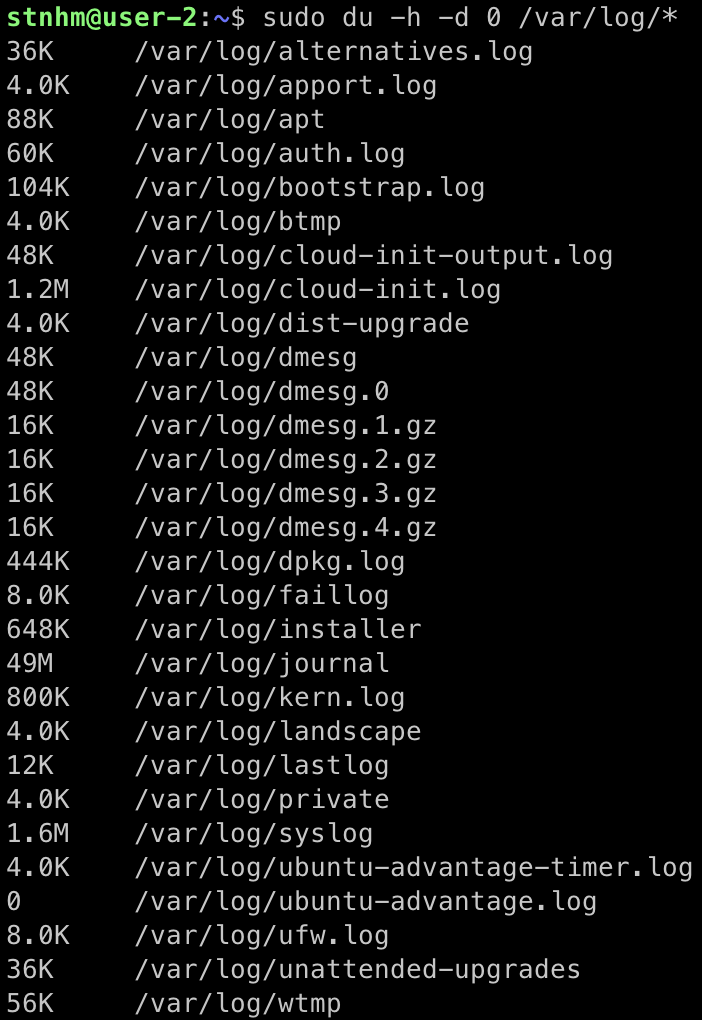 stnhm@user-2:~$ sudo du -h -d 0 /var/log/*
36K	/var/log/alternatives.log
4.0K	/var/log/apport.log
88K	/var/log/apt
60K	/var/log/auth.log
104K	/var/log/bootstrap.log
4.0K	/var/log/btmp
48K	/var/log/cloud-init-output.log
1.2M	/var/log/cloud-init.log
4.0K	/var/log/dist-upgrade
48K	/var/log/dmesg
48K	/var/log/dmesg.0
16K	/var/log/dmesg.1.gz
16K	/var/log/dmesg.2.gz
16K	/var/log/dmesg.3.gz
16K	/var/log/dmesg.4.gz
444K	/var/log/dpkg.log
8.0K	/var/log/faillog
648K	/var/log/installer
49M	/var/log/journal
800K	/var/log/kern.log
4.0K	/var/log/landscape
12K	/var/log/lastlog
4.0K	/var/log/private
1.6M	/var/log/syslog
4.0K	/var/log/ubuntu-advantage-timer.log
0	/var/log/ubuntu-advantage.log
8.0K	/var/log/ufw.log
36K	/var/log/unattended-upgrades
56K	/var/log/wtmp